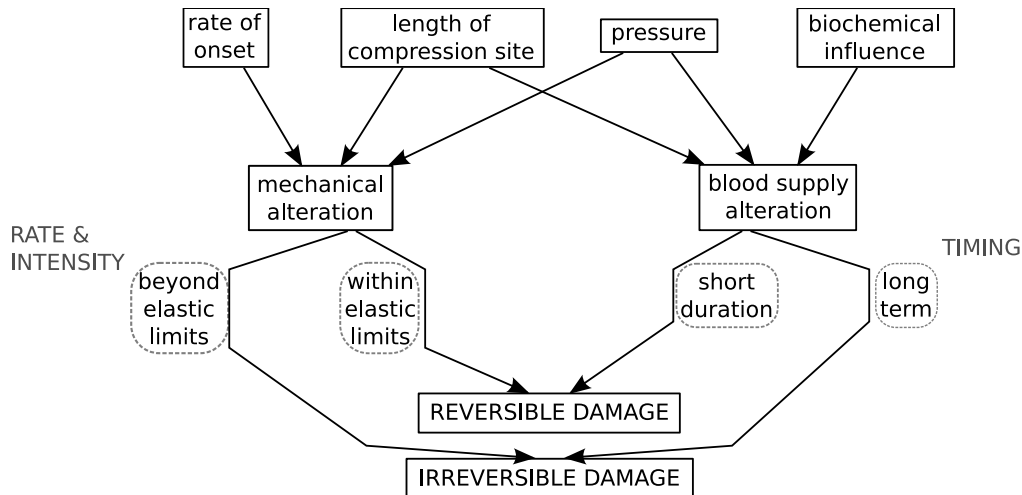 rate of
onset
length of
compression site
pressure
biochemical
influence
mechanical
alteration
blood supply
alteration
RATE &
INTENSITY
TIMING
beyond
elastic
limits
within
elastic
limits
short
duration
long
term
REVERSIBLE DAMAGE
IRREVERSIBLE DAMAGE